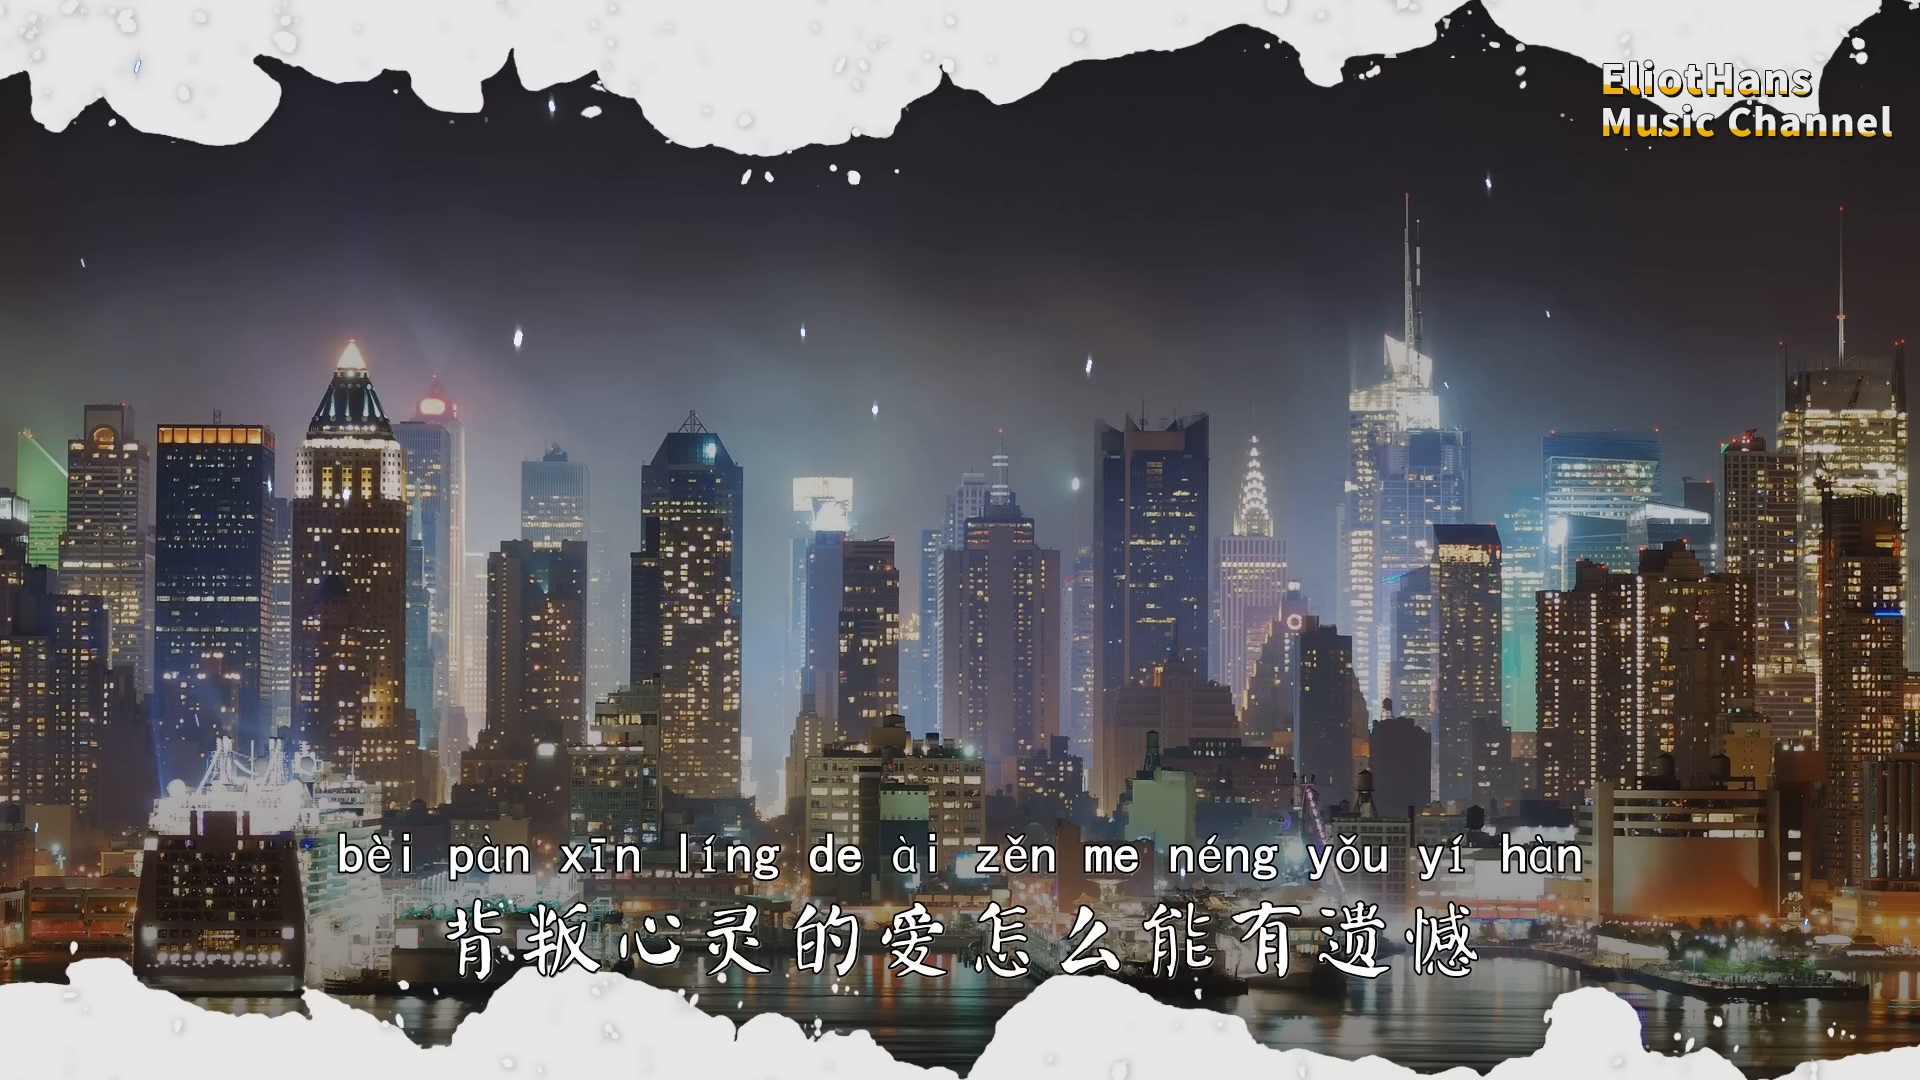 EliotHans
Music Channel
bèi pàn xīn líng de ài zěn me néng yǒu yí hàn
背叛心灵的爱怎么能有遗憾